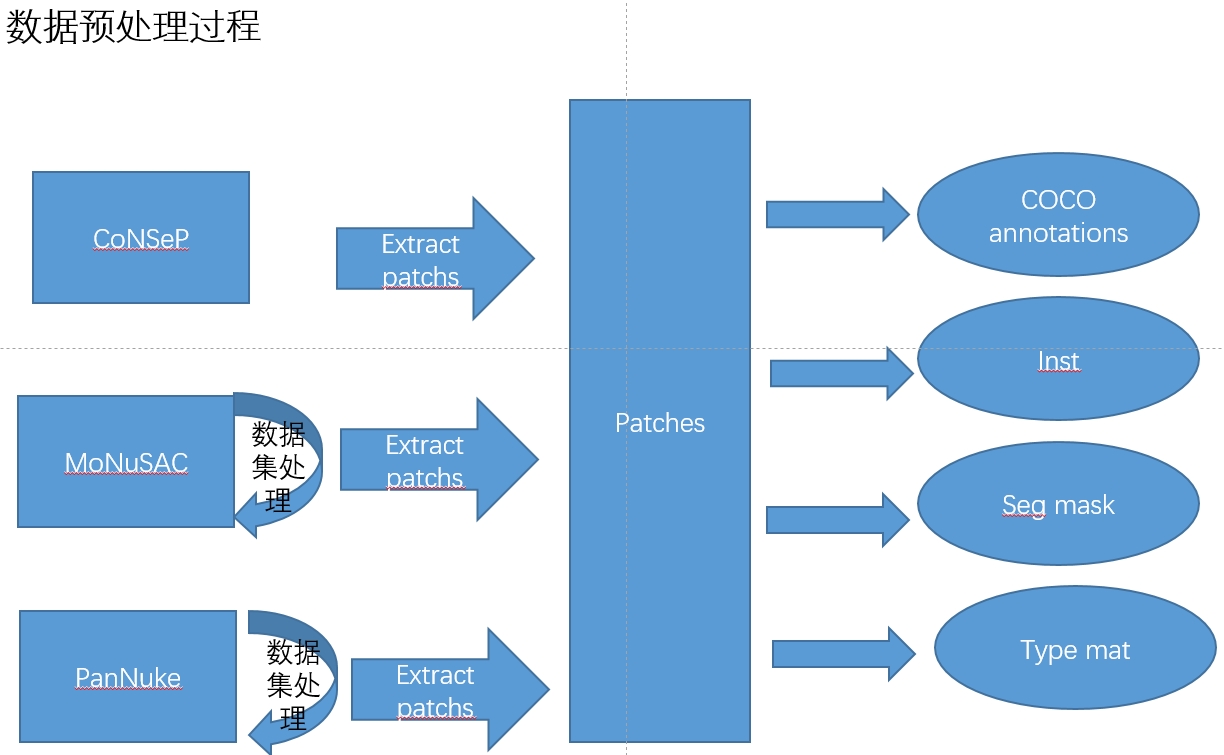 数据预处理过程
CoNSeP
Extract
patchs
COCO
annotations
Inst
Patches
MoNuSAC
数据
集处
理
Extract
patchs
Seg mask
PanNuke
数据
集处
理
Extract
patchs
Type mat